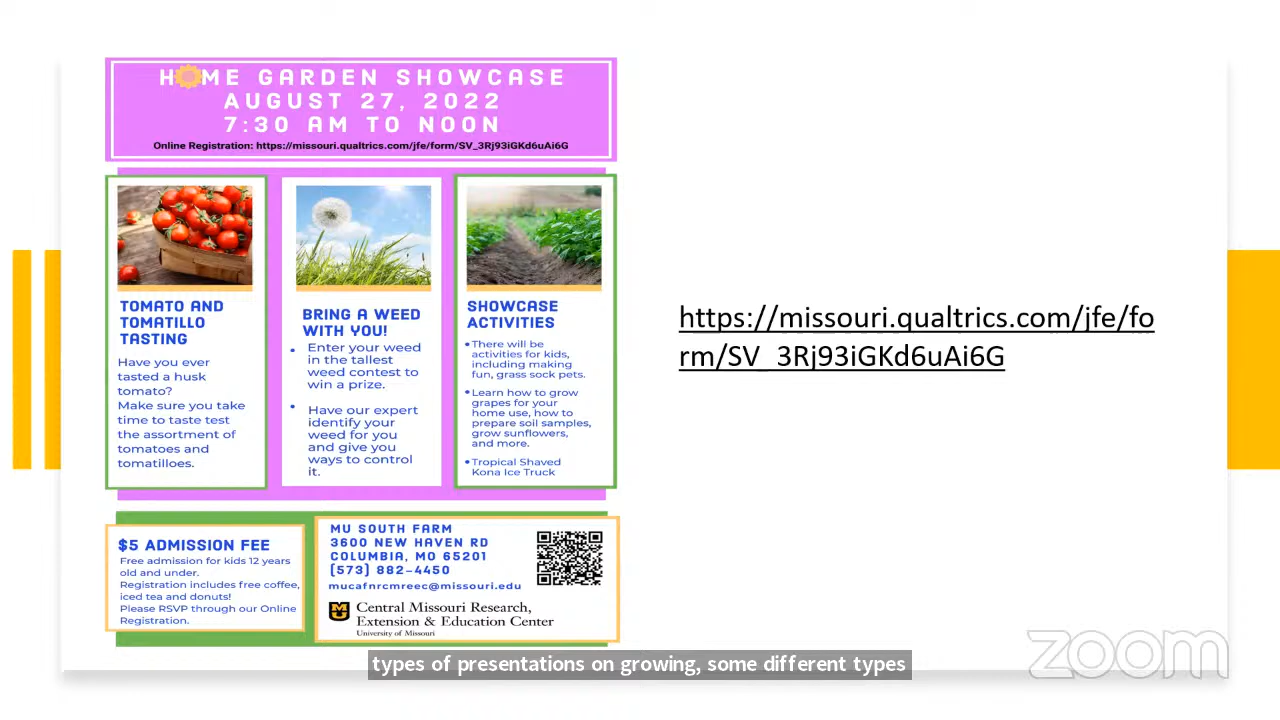 HOME GARDEN SHOWCASE
AUGUST 27, 2022
7:30 AM TO NOON
Online Registration: https://missouri.qualtrics.com/jfe/form/SV_3Rj93iGKd6uAi6G
TOMATO AND
TOMATILLO
TASTING
Have you ever
tasted a husk
tomato?
Make sure you take
time to taste test
the assortment of
tomatoes and
tomatilloes.
BRING A WEED
WITH YOU!
• Enter your weed
in the tallest
weed contest to
win a prize.
• Have our expert
identify your
weed for you
and give you
ways to control
it.
SHOWCASE
ACTIVITIES
•There will be
activities for kids,
including making
fun, grass sock pets.
•Learn how to grow
grapes for your
home use, how to
prepare soil samples,
grow sunflowers,
and more.
•Tropical Shaved
Kona Ice Truck
https://missouri.qualtrics.com/jfe/fo
rm/SV_3Rj93iGKd6uAi6G
$5 ADMISSION FEE
Free admission for kids 12 years
old and under.
Registration includes free coffee,
iced tea and donuts!
Please RSVP through our Online
Registration.
MU SOUTH FARM
3600 NEW HAVEN RD
COLUMBIA, MO 65201
(573) 882-4450
mucafnrcmreec@missouri.edu
Central Missouri Research,
Extension & Education Center
University of Missouri
types of presentations on growing, some different types
zoom